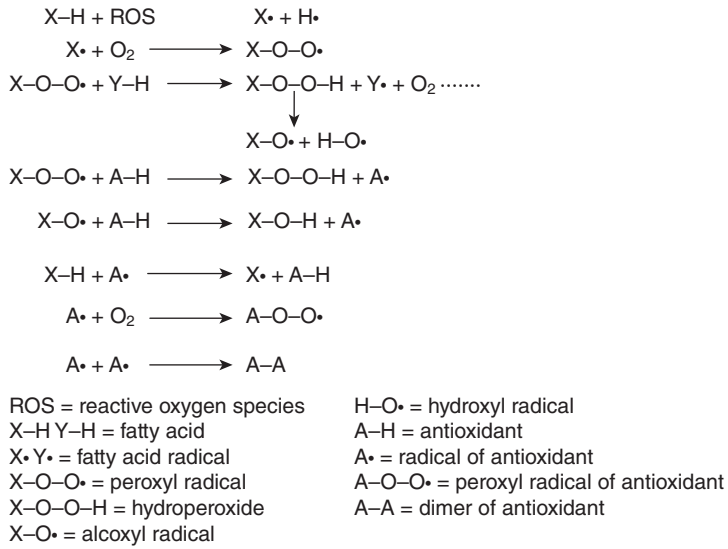 X–H + ROS X• + H•
X• + O₂ ⟶ X–O–O•
X–O–O• + Y–H ⟶ X–O–O–H + Y• + O₂ ·······
X–O• + H–O•
X–O–O• + A–H ⟶ X–O–O–H + A•
X–O• + A–H ⟶ X–O–H + A•
X–H + A• ⟶ X• + A–H
A• + O₂ ⟶ A–O–O•
A• + A• ⟶ A–A
ROS = reactive oxygen species
X–H Y–H = fatty acid
X• Y• = fatty acid radical
X–O–O• = peroxyl radical
X–O–O–H = hydroperoxide
X–O• = alcoxyl radical
H–O• = hydroxyl radical
A–H = antioxidant
A• = radical of antioxidant
A–O–O• = peroxyl radical of antioxidant
A–A = dimer of antioxidant